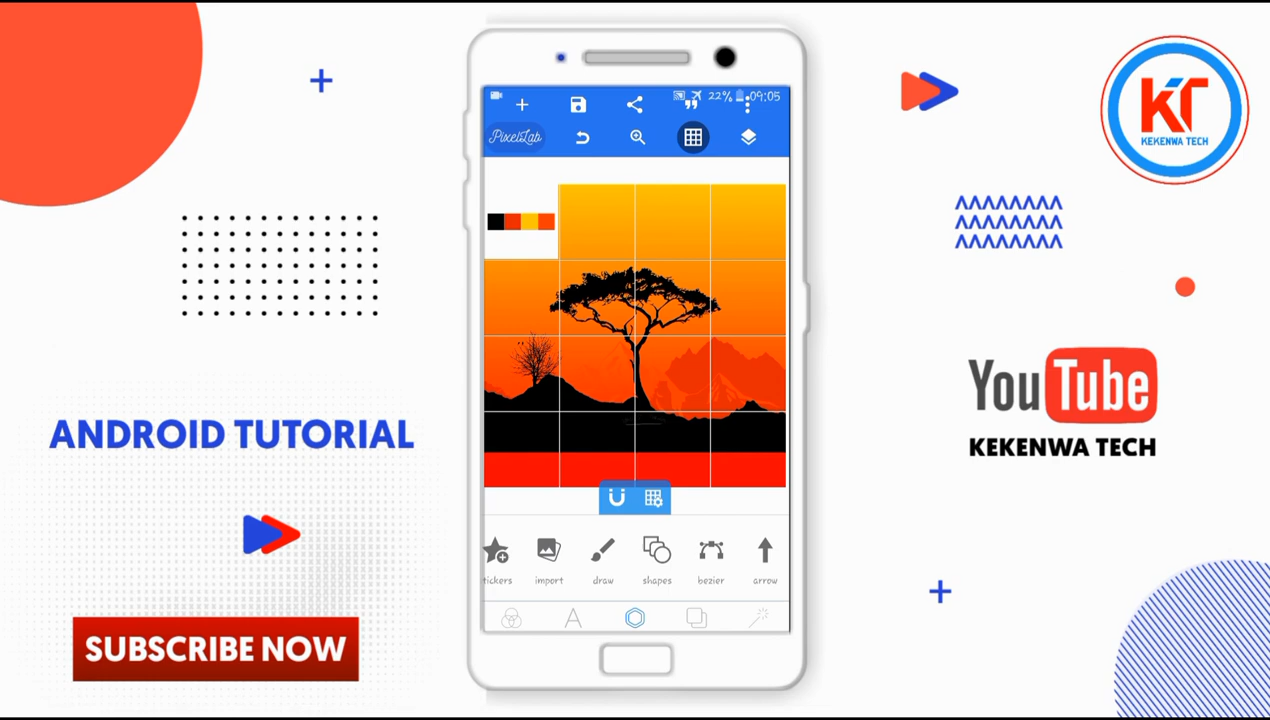 22% 09:05
PixelLab
tickers import draw shapes bezier arrow
ANDROID TUTORIAL
SUBSCRIBE NOW
KT
KEKENWA TECH
YouTube
KEKENWA TECH